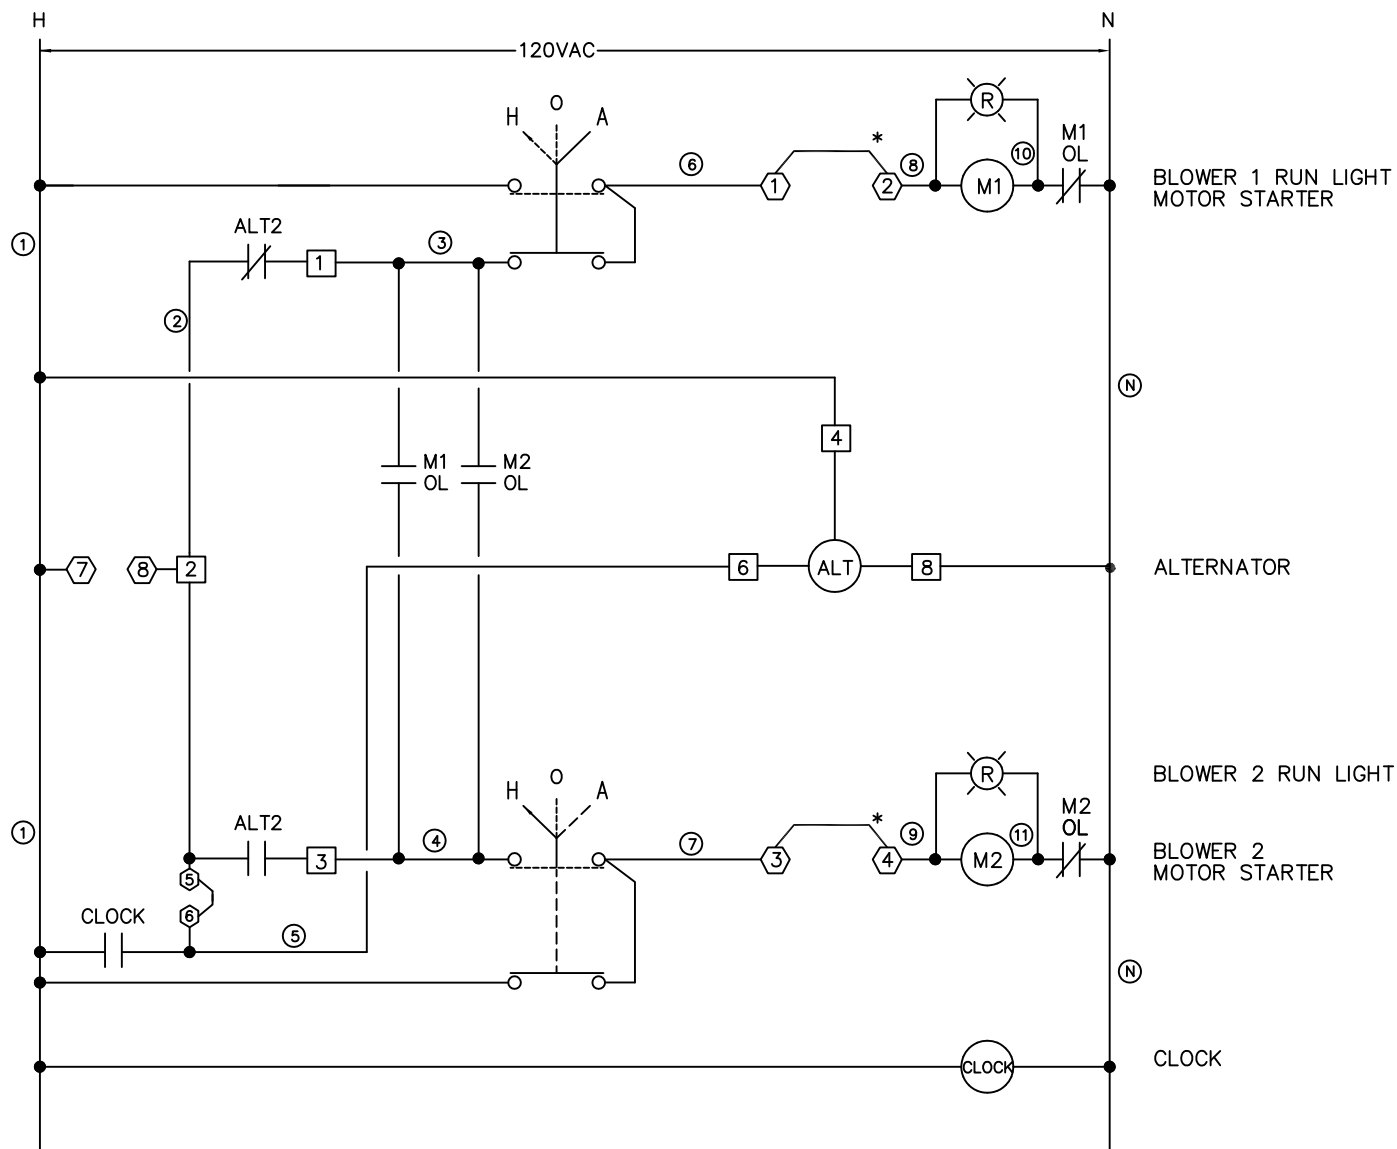 H N
120VAC
H O A
R
M1
OL
*
6
8
10
1
2
M1
BLOWER 1 RUN LIGHT
MOTOR STARTER
1
ALT2
1
3
2
N
4
M1
OL
M2
OL
7
8
2
6
ALT
8
ALTERNATOR
H O A
R
BLOWER 2 RUN LIGHT
1
ALT2
3
4
7
3
*
4
9
M2
11
M2
OL
BLOWER 2
MOTOR STARTER
5
6
CLOCK
5
N
CLOCK
CLOCK